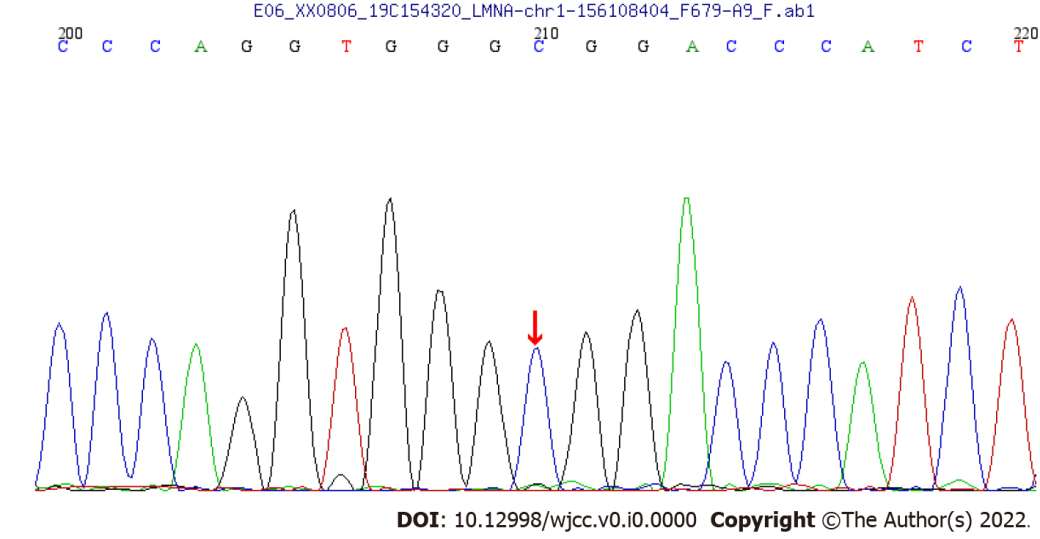 E06_XX0806_19C154320_LMNA-chr1-156108404_F679-A9_F.ab1
200 210 220
C C C A G G T G G G C G G A C C C A T C T
DOI: 10.12998/wjcc.v0.i0.0000 Copyright ©The Author(s) 2022.